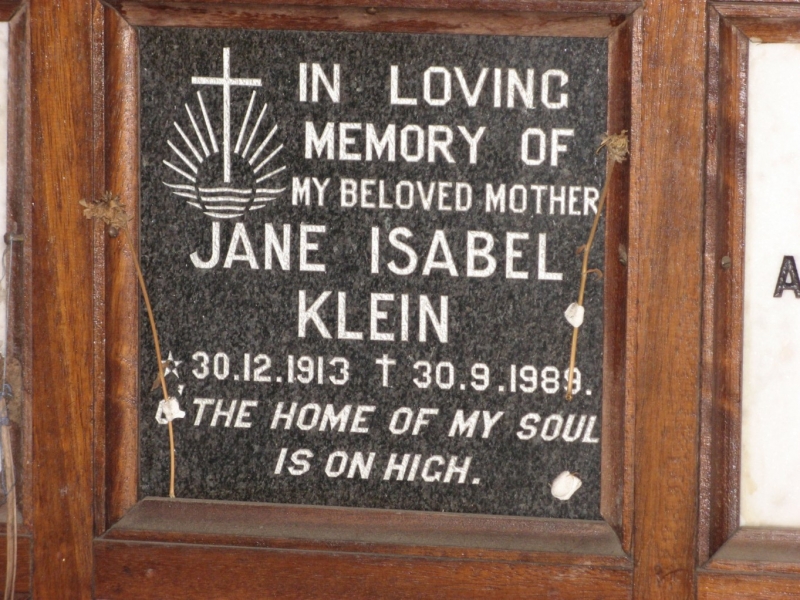 IN LOVING
MEMORY OF
MY BELOVED MOTHER
JANE ISABEL
KLEIN
☆ 30.12.1913 † 30.9.1989.
'THE HOME OF MY SOUL
IS ON HIGH.
A